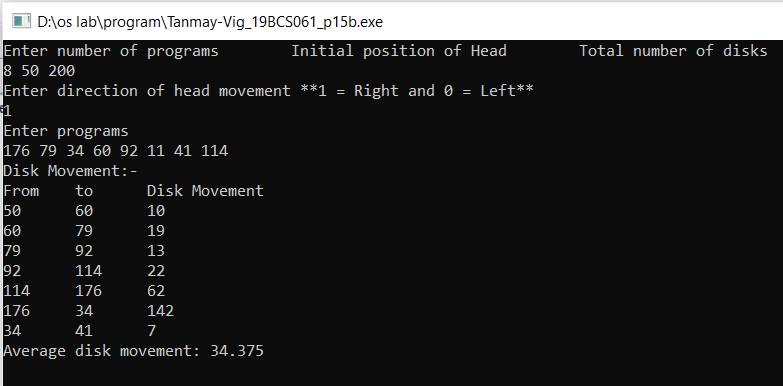 D:\os lab\program\Tanmay-Vig_19BCS061_p15b.exe
Enter number of programs Initial position of Head Total number of disks
8 50 200
Enter direction of head movement **1 = Right and 0 = Left**
1
Enter programs
176 79 34 60 92 11 41 114
Disk Movement:-
From to Disk Movement
50 60 10
60 79 19
79 92 13
92 114 22
114 176 62
176 34 142
34 41 7
Average disk movement: 34.375